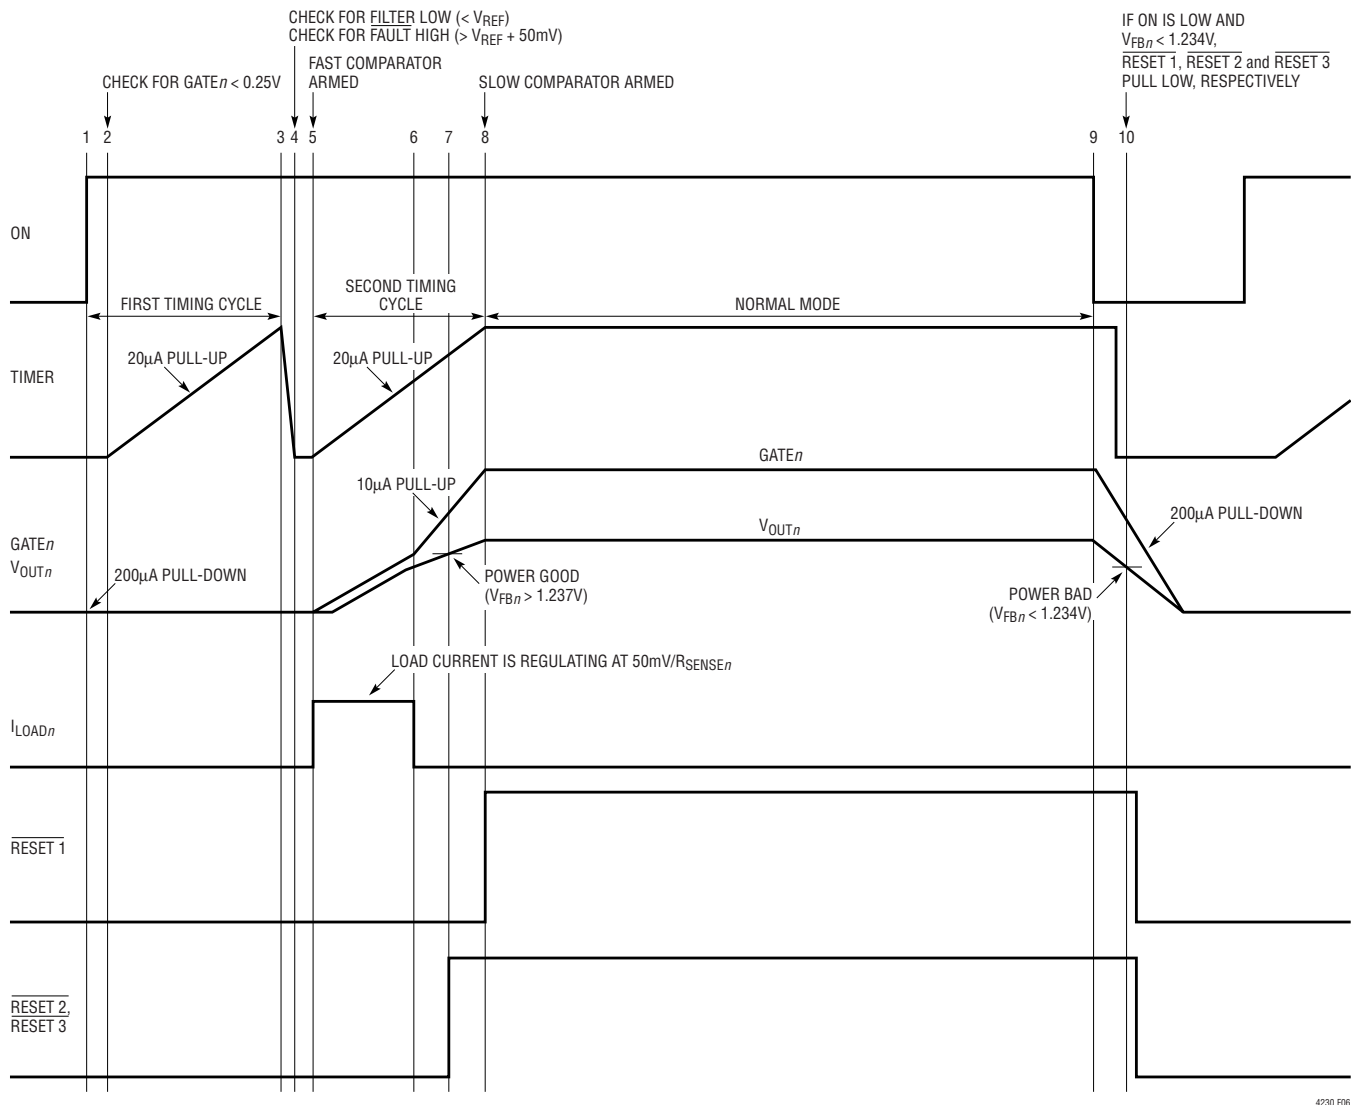 CHECK FOR FILTER LOW (< VREF)
CHECK FOR FAULT HIGH (> VREF + 50mV)
IF ON IS LOW AND
VFBn < 1.234V,
RESET 1, RESET 2 and RESET 3
PULL LOW, RESPECTIVELY
FAST COMPARATOR
ARMED
CHECK FOR GATEn < 0.25V
SLOW COMPARATOR ARMED
1 2 3 4 5 6 7 8 9 10
ON
FIRST TIMING CYCLE
SECOND TIMING
CYCLE
NORMAL MODE
20µA PULL-UP
20µA PULL-UP
TIMER
GATEn
10µA PULL-UP
200µA PULL-DOWN
VOUTn
GATEn
VOUTn
200µA PULL-DOWN
POWER GOOD
(VFBn > 1.237V)
POWER BAD
(VFBn < 1.234V)
LOAD CURRENT IS REGULATING AT 50mV/RSENSEn
ILOADn
RESET 1
RESET 2,
RESET 3
4230 F06